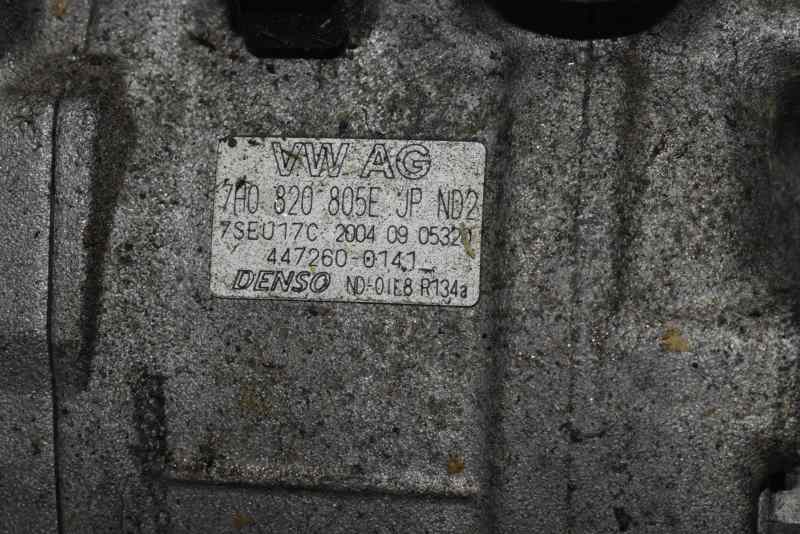 VW AG
7H0 820 805E JP ND2
7SEU17C 2004 09 05320
447260-0141
DENSO ND-OIL8 R134a